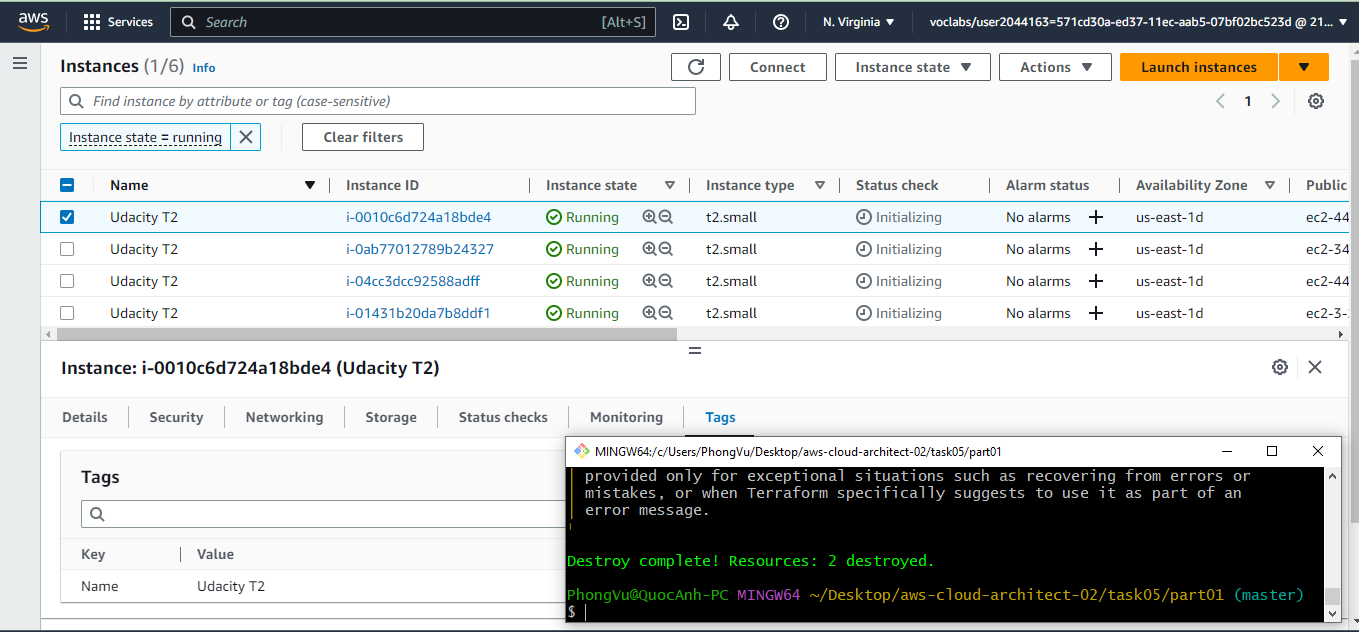 aws Services Search [Alt+S] N. Virginia voclabs/user2044163=571cd30a-ed37-11ec-aab5-07bf02bc523d @ 21...
Instances (1/6) Info Connect Instance state Actions Launch instances
Find instance by attribute or tag (case-sensitive) 1
Instance state = running Clear filters
Name Instance ID Instance state Instance type Status check Alarm status Availability Zone Public
Udacity T2 i-0010c6d724a18bde4 Running t2.small Initializing No alarms + us-east-1d ec2-44
Udacity T2 i-0ab77012789b24327 Running t2.small Initializing No alarms + us-east-1d ec2-34
Udacity T2 i-04cc3dcc92588adff Running t2.small Initializing No alarms + us-east-1d ec2-44
Udacity T2 i-01431b20da7b8ddf1 Running t2.small Initializing No alarms + us-east-1d ec2-3-
Instance: i-0010c6d724a18bde4 (Udacity T2)
Details Security Networking Storage Status checks Monitoring Tags
Tags
Key Value
Name Udacity T2
MINGW64:/c/Users/PhongVu/Desktop/aws-cloud-architect-02/task05/part01
provided only for exceptional situations such as recovering from errors or
mistakes, or when Terraform specifically suggests to use it as part of an
error message.
Destroy complete! Resources: 2 destroyed.
PhongVu@QuocAnh-PC MINGW64 ~/Desktop/aws-cloud-architect-02/task05/part01 (master)
$